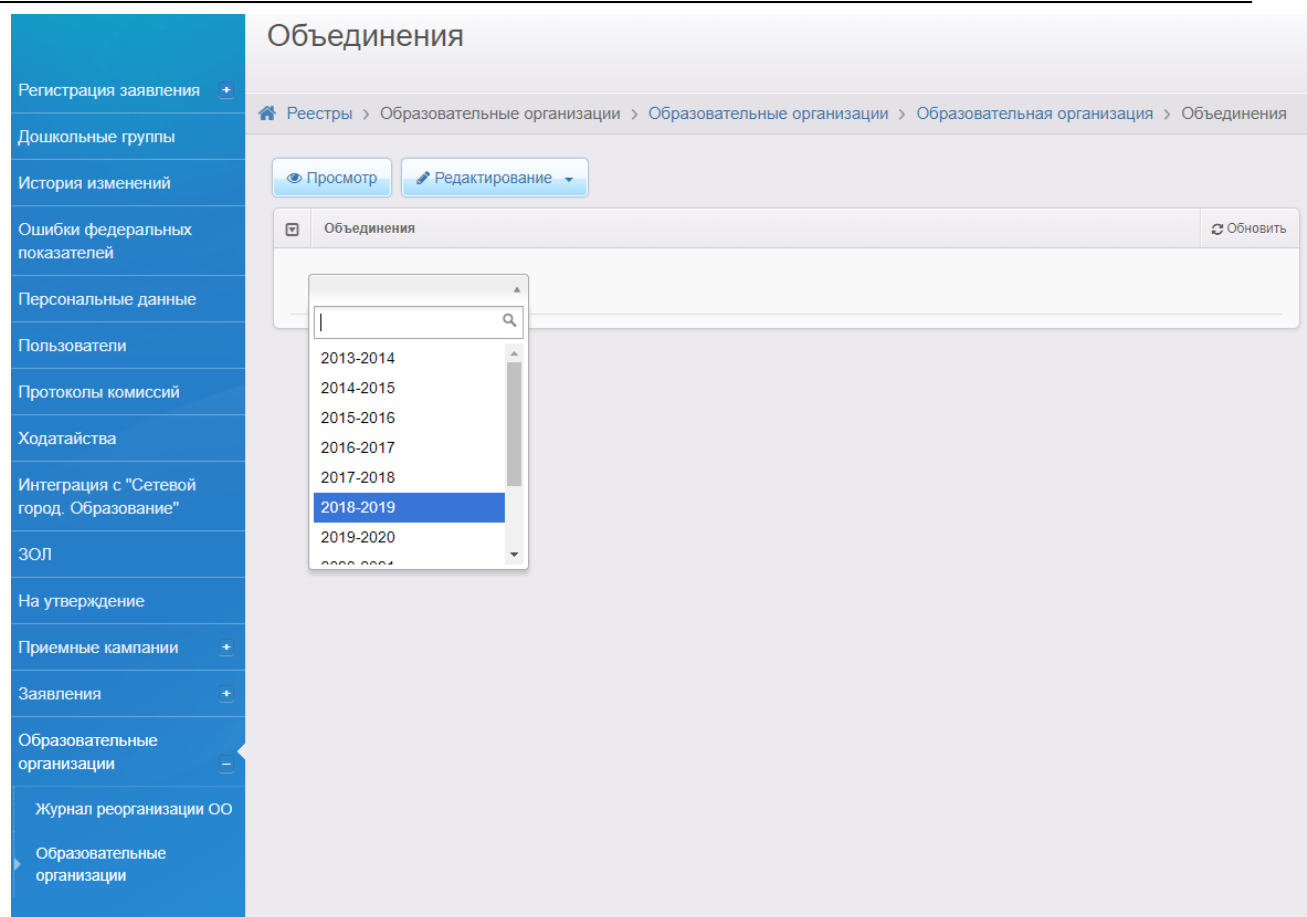 Объединения
Регистрация заявления
Дошкольные группы
История изменений
Ошибки федеральных
показателей
Персональные данные
Пользователи
Протоколы комиссий
Ходатайства
Интеграция с "Сетевой
город. Образование"
ЗОЛ
На утверждение
Приемные кампании
Заявления
Образовательные
организации
Журнал реорганизации ОО
Образовательные
организации
Реестры > Образовательные организации > Образовательные организации > Образовательная организация > Объединения
Просмотр Редактирование
Объединения Обновить
2013-2014
2014-2015
2015-2016
2016-2017
2017-2018
2018-2019
2019-2020